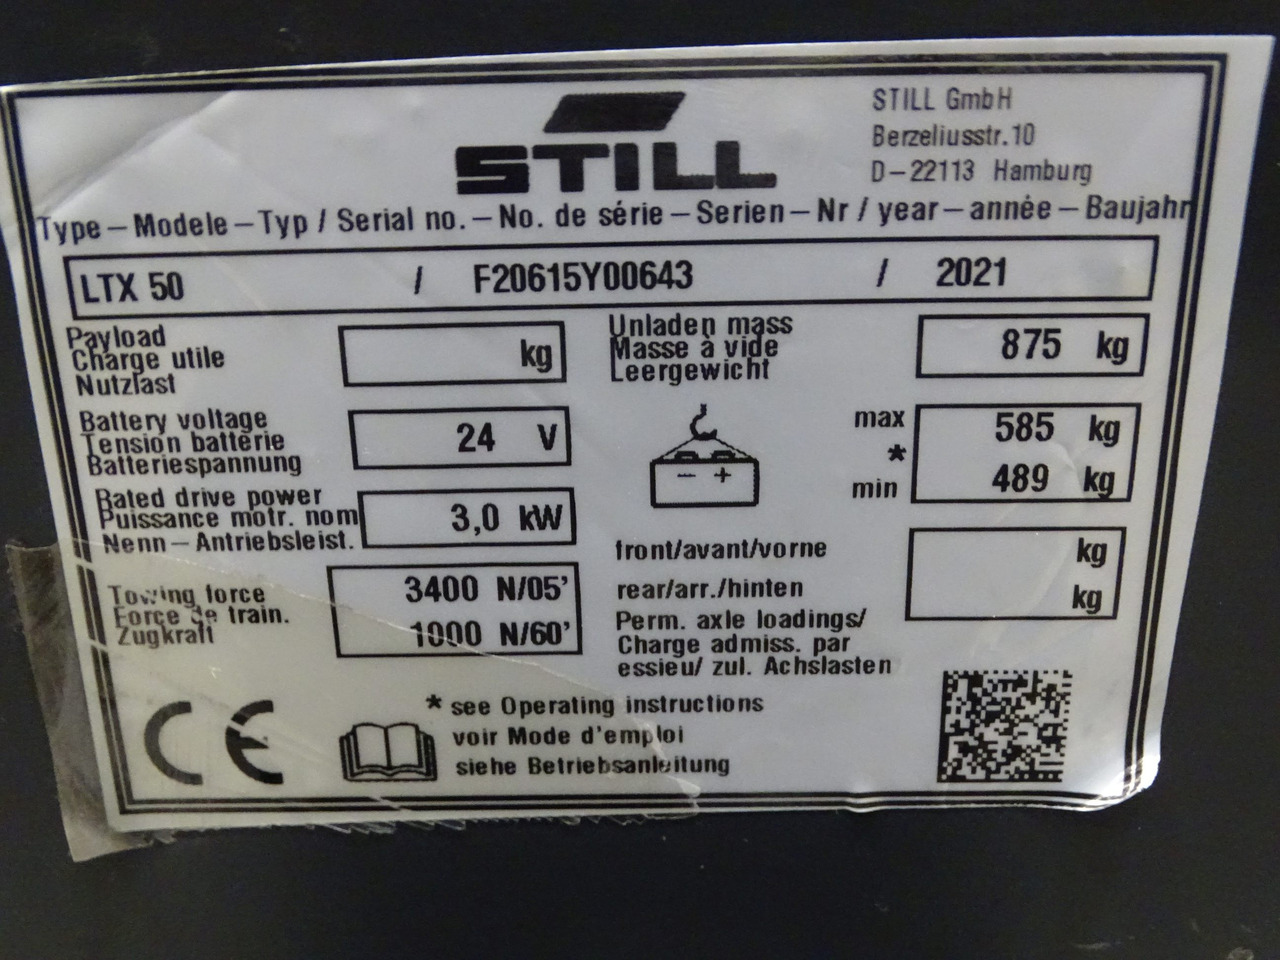 STILL
STILL GmbH
Berzeliusstr.10
D-22113 Hamburg
Type-Modele-Typ / Serial no.-No. de série-Serien-Nr / year-année-Baujahr
LTX 50 / F20615Y00643 / 2021
Payload
Charge utile
Nutzlast
kg
Unladen mass
Masse à vide
Leergewicht
875 kg
Battery voltage
Tension batterie
Batteriespannung
24 V
max 585 kg
*
min 489 kg
Rated drive power
Puissance motr. nom
Nenn-Antriebsleist.
3,0 kW
Towing force
Force de train.
Zugkraft
3400 N/05'
1000 N/60'
front/avant/vorne kg
rear/arr./hinten kg
Perm. axle loadings/
Charge admiss. par
essieu/ zul. Achslasten
CE
* see Operating instructions
voir Mode d'emploi
siehe Betriebsanleitung